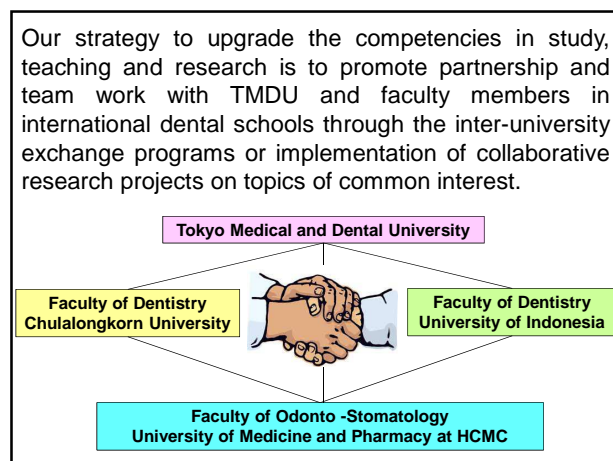 Our strategy to upgrade the competencies in study,
teaching and research is to promote partnership and
team work with TMDU and faculty members in
international dental schools through the inter-university
exchange programs or implementation of collaborative
research projects on topics of common interest.
Tokyo Medical and Dental University
Faculty of Dentistry
Chulalongkorn University
Faculty of Dentistry
University of Indonesia
Faculty of Odonto -Stomatology
University of Medicine and Pharmacy at HCMC